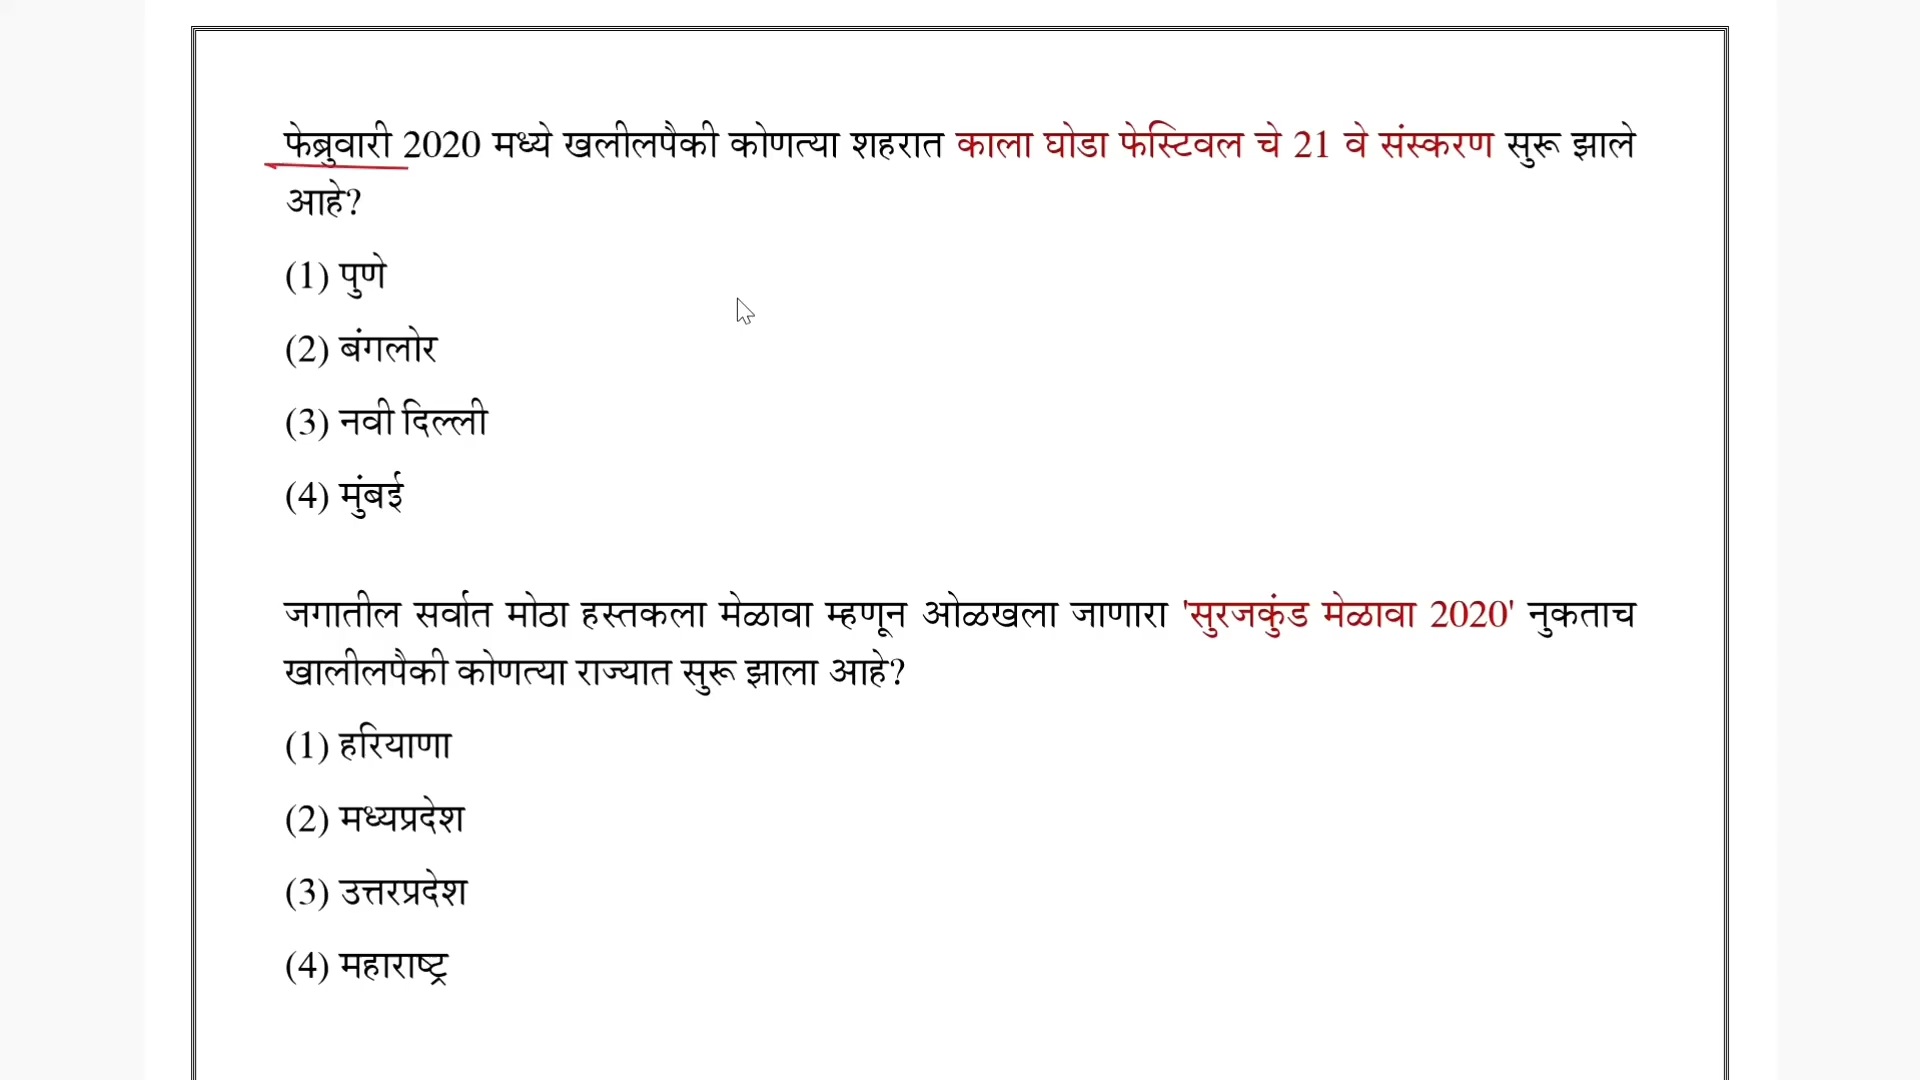 फेब्रुवारी 2020 मध्ये खलीलपैकी कोणत्या शहरात काला घोडा फेस्टिवल चे 21 वे संस्करण सुरू झाले
आहे?
(1) पुणे
(2) बंगलोर
(3) नवी दिल्ली
(4) मुंबई
जगातील सर्वात मोठा हस्तकला मेळावा म्हणून ओळखला जाणारा 'सुरजकुंड मेळावा 2020' नुकताच
खालीलपैकी कोणत्या राज्यात सुरू झाला आहे?
(1) हरियाणा
(2) मध्यप्रदेश
(3) उत्तरप्रदेश
(4) महाराष्ट्र